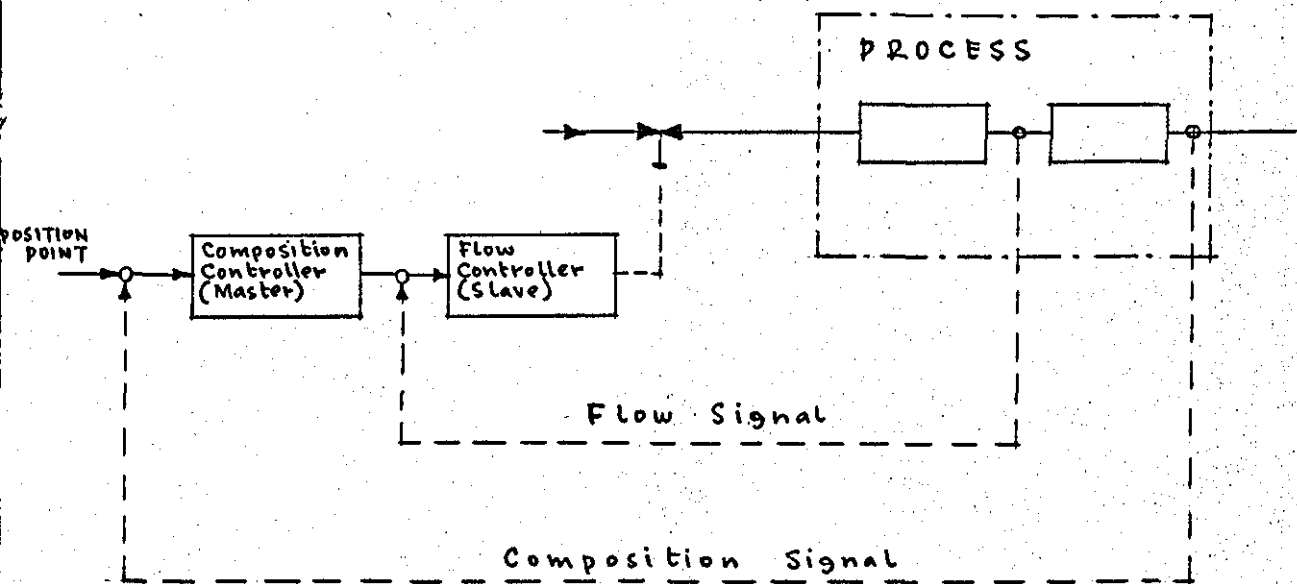 PROCESS
POSITION
POINT
Composition
Controller
(Master)
Flow
Controller
(Slave)
Flow Signal
Composition Signal